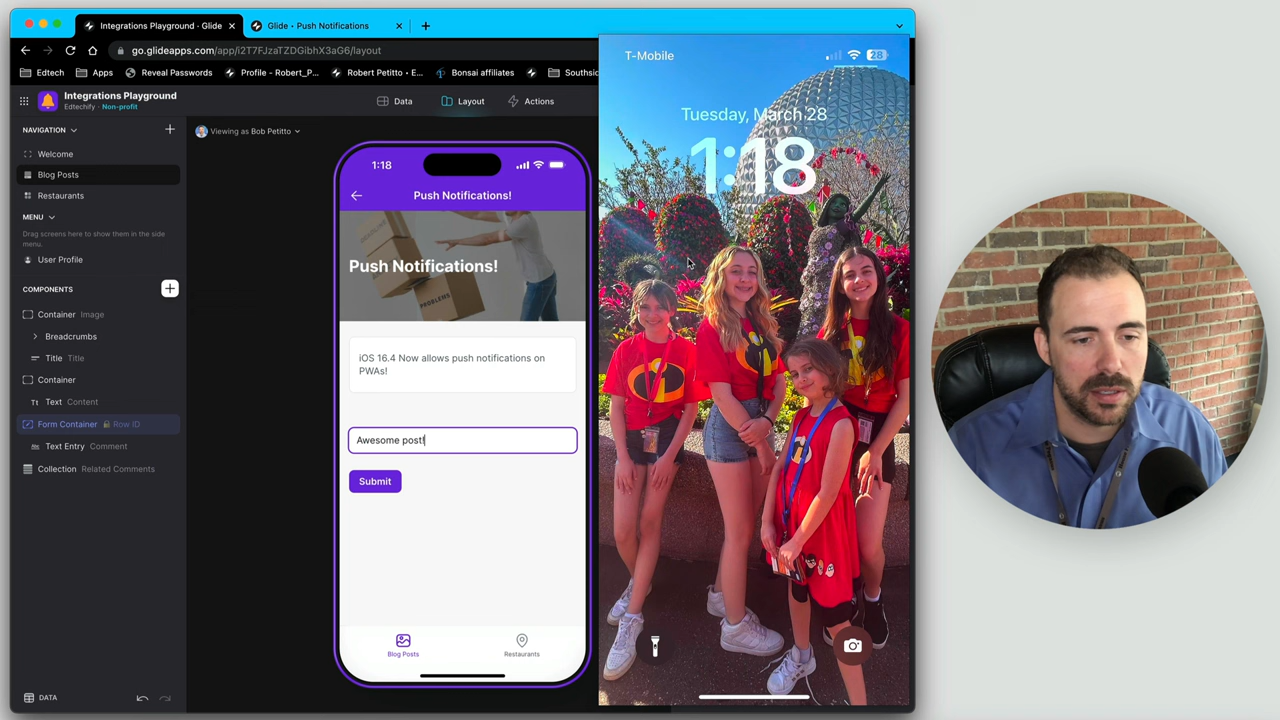 Integrations Playground · Glide
Glide • Push Notifications
go.glideapps.com/app/i2T7FJzaTZDGibhX3aG6/layout
Edtech
Apps
Reveal Passwords
Profile - Robert_P...
Robert Petitto • E...
Bonsai affiliates
Southsid
Integrations Playground
Edtechify · Non-profit
Data
Layout
Actions
NAVIGATION
Welcome
Blog Posts
Restaurants
MENU
Drag screens here to show them in the side
menu.
User Profile
COMPONENTS
Container Image
Breadcrumbs
Title Title
Container
Tt Text Content
Form Container Row ID
Text Entry Comment
Collection Related Comments
DATA
Viewing as Bob Petitto
1:18
Push Notifications!
Push Notifications!
PROBLEMS
iOS 16.4 Now allows push notifications on
PWAs!
Awesome post!
Submit
Blog Posts
Restaurants
T-Mobile
28
Tuesday, March 28
1:18